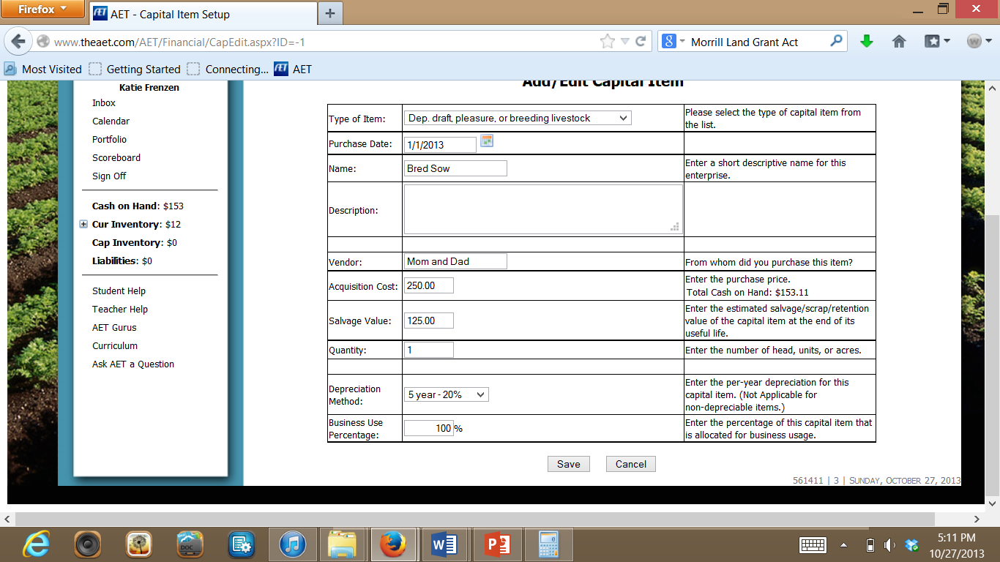 Firefox
AET - Capital Item Setup
www.theaet.com/AET/Financial/CapEdit.aspx?ID=-1
Morrill Land Grant Act
Most Visited
Getting Started
Connecting...
AET
Katie Frenzen
Inbox
Calendar
Portfolio
Scoreboard
Sign Off
Cash on Hand: $153
Cur Inventory: $12
Cap Inventory: $0
Liabilities: $0
Student Help
Teacher Help
AET Gurus
Curriculum
Ask AET a Question
Add/Edit Capital Item
Type of Item:
Dep. draft, pleasure, or breeding livestock
Please select the type of capital item from
the list.
Purchase Date:
1/1/2013
Name:
Bred Sow
Enter a short descriptive name for this
enterprise.
Description:
Vendor:
Mom and Dad
From whom did you purchase this item?
Acquisition Cost:
250.00
Enter the purchase price.
Total Cash on Hand: $153.11
Salvage Value:
125.00
Enter the estimated salvage/scrap/retention
value of the capital item at the end of its
useful life.
Quantity:
1
Enter the number of head, units, or acres.
Depreciation
Method:
5 year - 20%
Enter the per-year depreciation for this
capital item. (Not Applicable for
non-depreciable items.)
Business Use
Percentage:
100 %
Enter the percentage of this capital item that
is allocated for business usage.
Save
Cancel
561411 | 3 | SUNDAY, OCTOBER 27, 2013
5:11 PM
10/27/2013